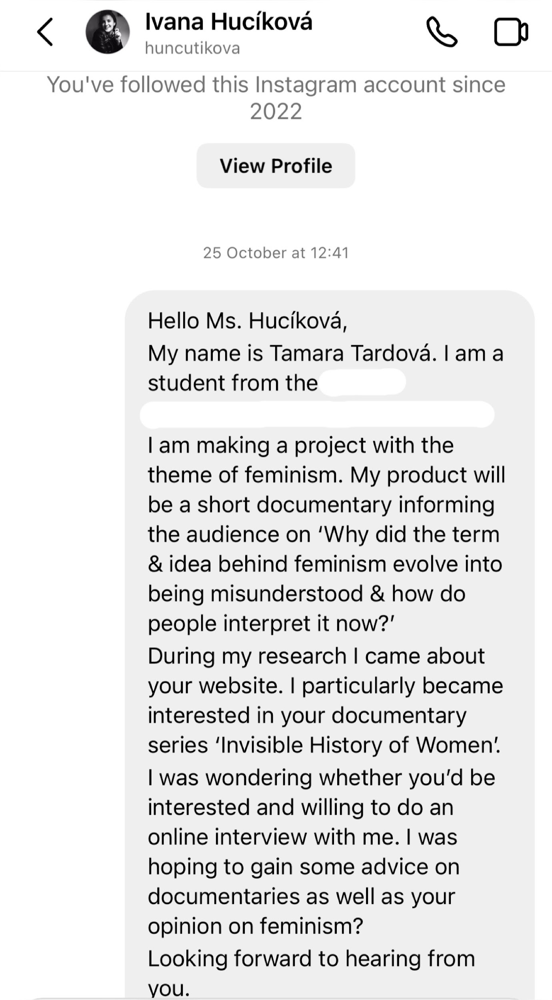 Ivana Hucíková
huncutikova
You've followed this Instagram account since
2022
View Profile
25 October at 12:41
Hello Ms. Hucíková,
My name is Tamara Tardová. I am a
student from the
I am making a project with the
theme of feminism. My product will
be a short documentary informing
the audience on ‘Why did the term
& idea behind feminism evolve into
being misunderstood & how do
people interpret it now?’
During my research I came about
your website. I particularly became
interested in your documentary
series ‘Invisible History of Women’.
I was wondering whether you’d be
interested and willing to do an
online interview with me. I was
hoping to gain some advice on
documentaries as well as your
opinion on feminism?
Looking forward to hearing from
you.